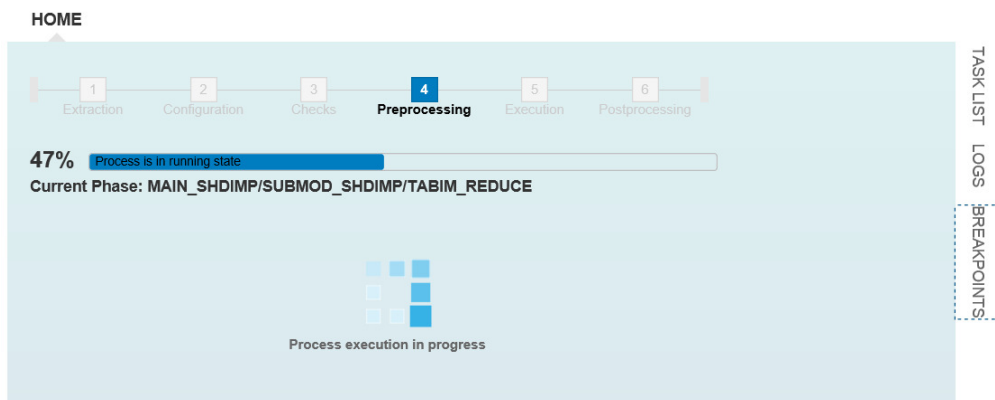 HOME
1 2 3 4 5 6
Extraction Configuration Checks Preprocessing Execution Postprocessing
47% Process is in running state
Current Phase: MAIN_SHDIMP/SUBMOD_SHDIMP/TABIM_REDUCE
Process execution in progress
TASK LIST
LOGS
BREAKPOINTS